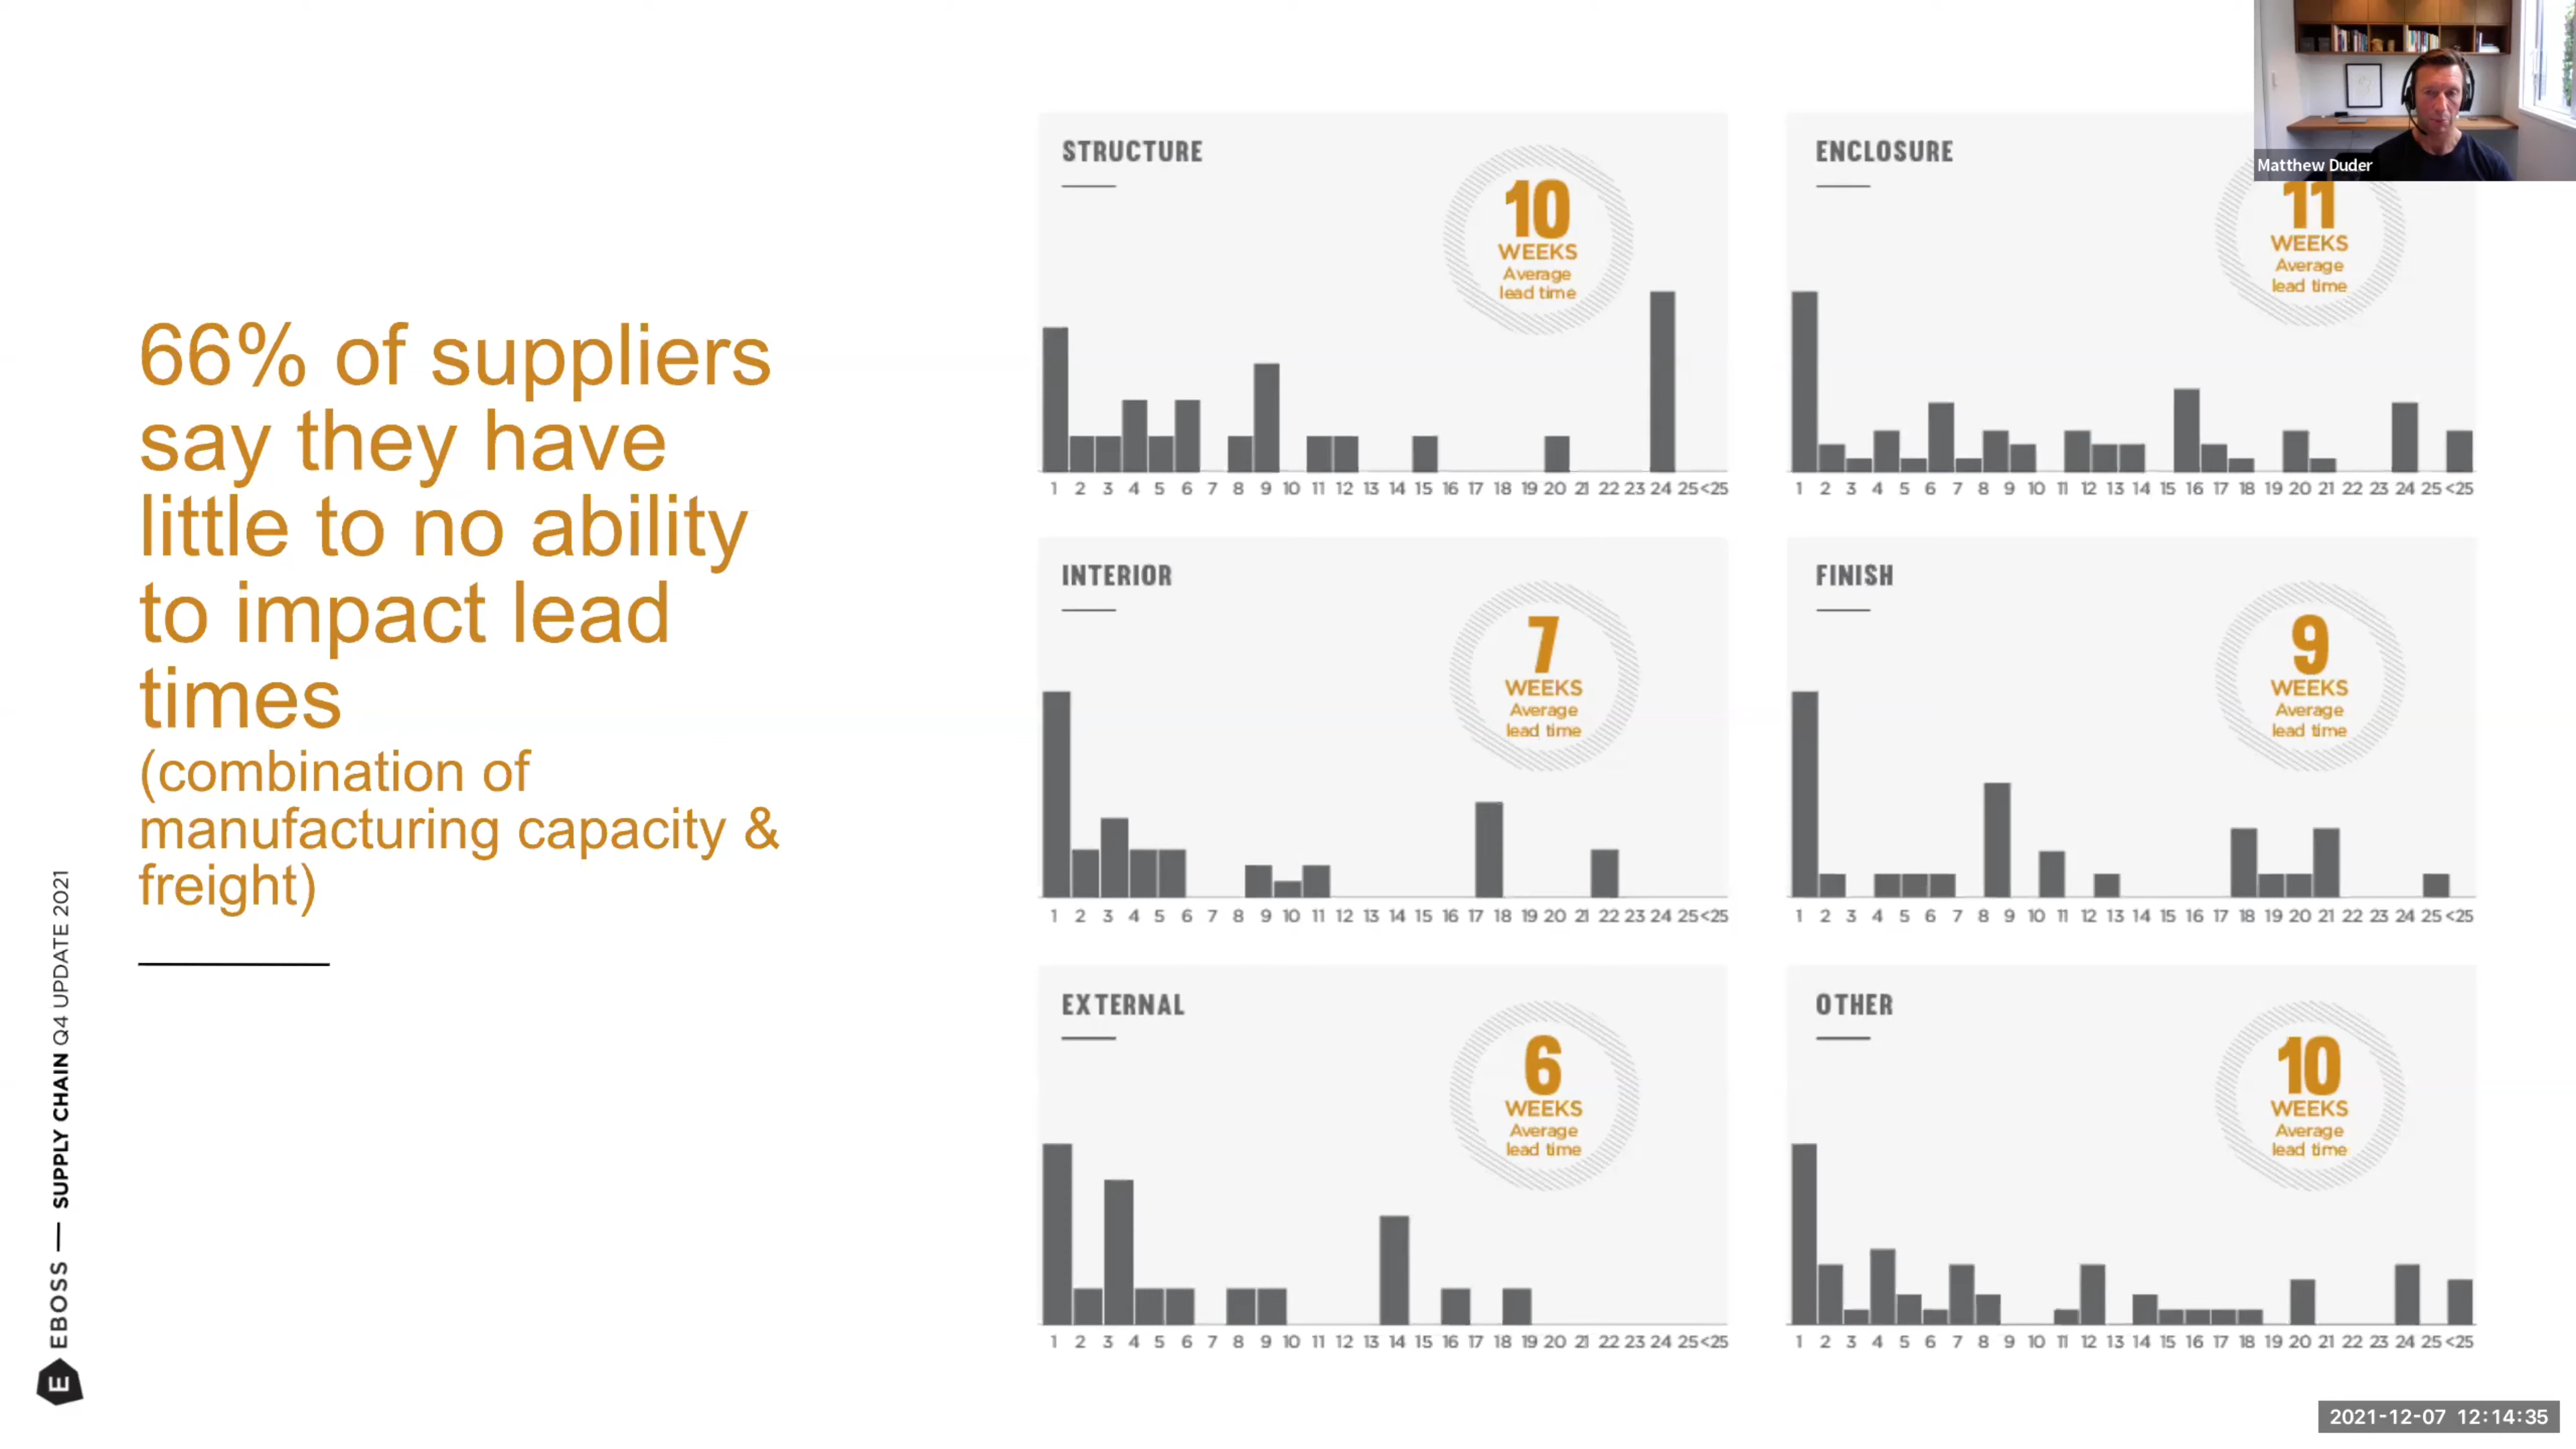 66% of suppliers
say they have
little to no ability
to impact lead
times
(combination of
manufacturing capacity &
freight)
EBOSS — SUPPLY CHAIN Q4 UPDATE 2021
E
STRUCTURE
10
WEEKS
Average
lead time
1 2 3 4 5 6 7 8 9 10 11 12 13 14 15 16 17 18 19 20 21 22 23 24 25 <25
ENCLOSURE
11
WEEKS
Average
lead time
1 2 3 4 5 6 7 8 9 10 11 12 13 14 15 16 17 18 19 20 21 22 23 24 25 <25
INTERIOR
7
WEEKS
Average
lead time
1 2 3 4 5 6 7 8 9 10 11 12 13 14 15 16 17 18 19 20 21 22 23 24 25 <25
FINISH
9
WEEKS
Average
lead time
1 2 3 4 5 6 7 8 9 10 11 12 13 14 15 16 17 18 19 20 21 22 23 24 25 <25
EXTERNAL
6
WEEKS
Average
lead time
1 2 3 4 5 6 7 8 9 10 11 12 13 14 15 16 17 18 19 20 21 22 23 24 25 <25
OTHER
10
WEEKS
Average
lead time
1 2 3 4 5 6 7 8 9 10 11 12 13 14 15 16 17 18 19 20 21 22 23 24 25 <25
Matthew Duder
2021-12-07 12:14:35